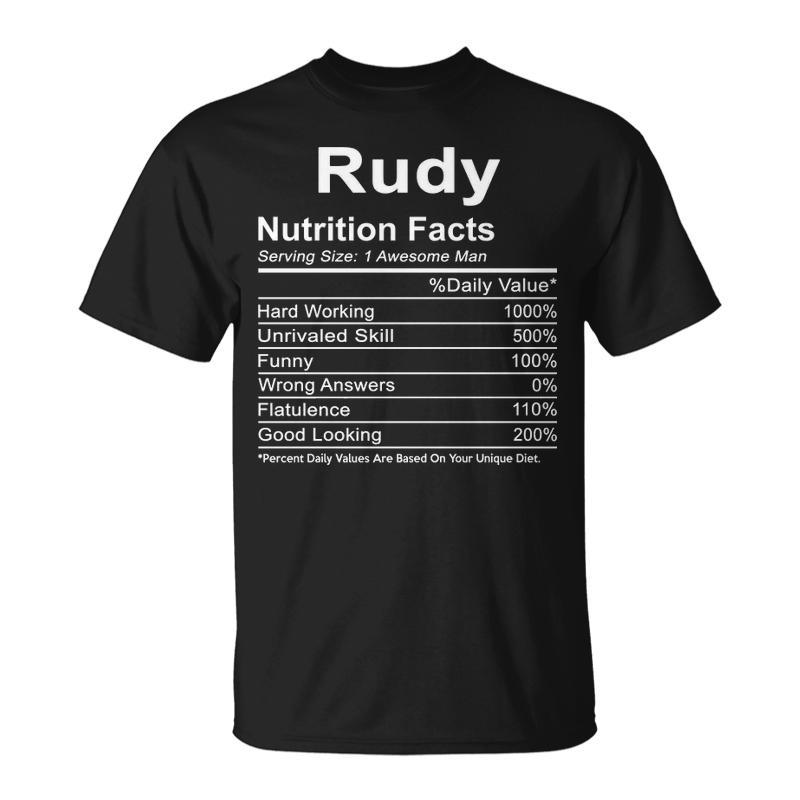 Rudy
Nutrition Facts
Serving Size: 1 Awesome Man
%Daily Value*
Hard Working 1000%
Unrivaled Skill 500%
Funny 100%
Wrong Answers 0%
Flatulence 110%
Good Looking 200%
*Percent Daily Values Are Based On Your Unique Diet.